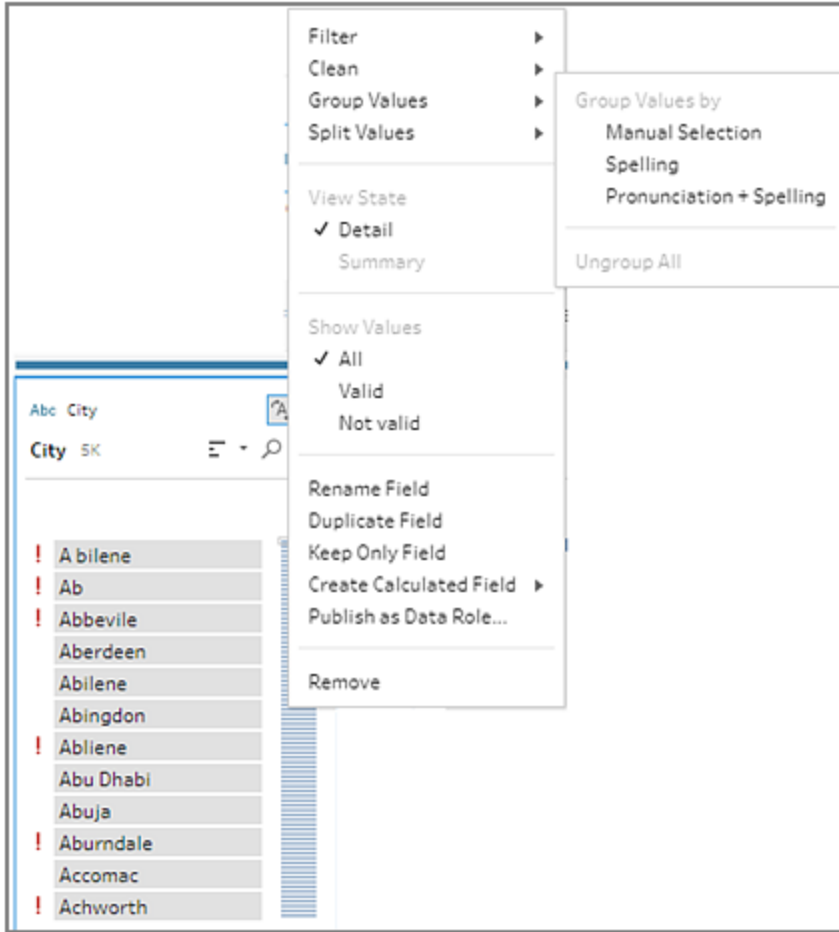 Filter
Clean
Group Values
Split Values
View State
✓ Detail
Summary
Show Values
✓ All
Valid
Not valid
Rename Field
Duplicate Field
Keep Only Field
Create Calculated Field
Publish as Data Role...
Remove
Group Values by
Manual Selection
Spelling
Pronunciation + Spelling
Ungroup All
Abc City
City 5K
! A bilene
! Ab
! Abbevile
Aberdeen
Abilene
Abingdon
! Abliene
Abu Dhabi
Abuja
! Aburndale
Accomac
! Achworth